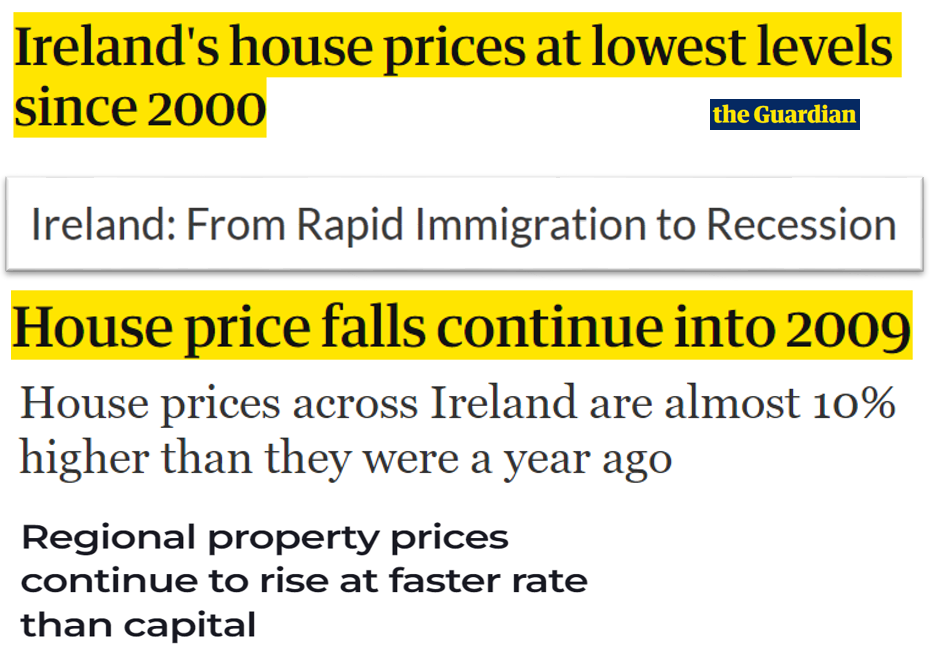 Ireland's house prices at lowest levels
since 2000
the Guardian
Ireland: From Rapid Immigration to Recession
House price falls continue into 2009
House prices across Ireland are almost 10%
higher than they were a year ago
Regional property prices
continue to rise at faster rate
than capital